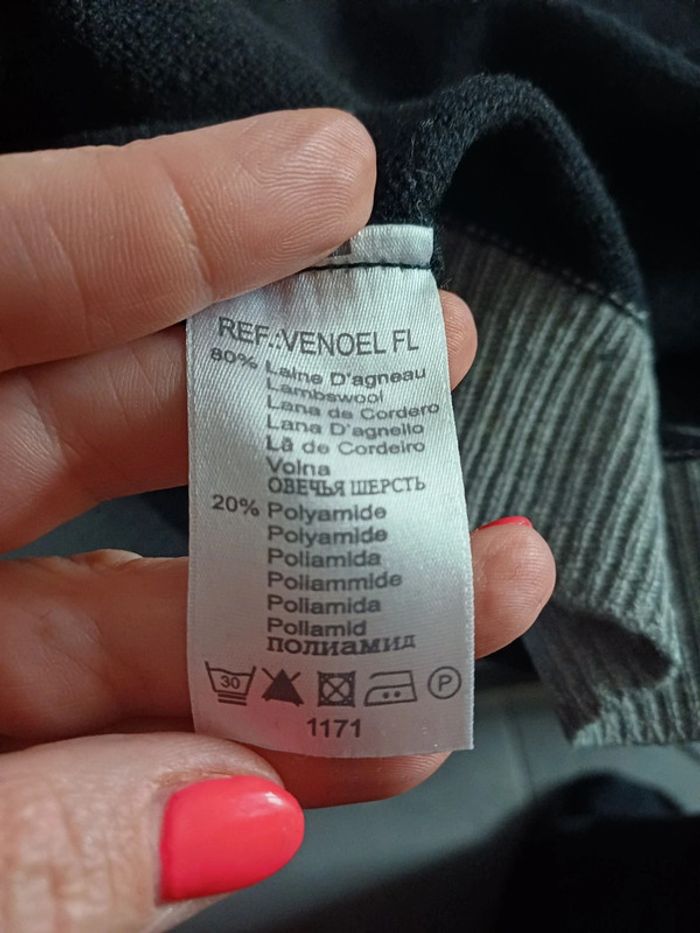 REF.:VENOEL FL
80% Laine D'agneau
Lambswool
Lana de Cordero
Lana D'agnello
Lã de Cordeiro
Volna
ОВЕЧЬЯ ШЕРСТЬ
20% Polyamide
Polyamide
Poliamida
Poliammide
Poliamida
Poliamid
ПОЛИАМИД
30 P
1171